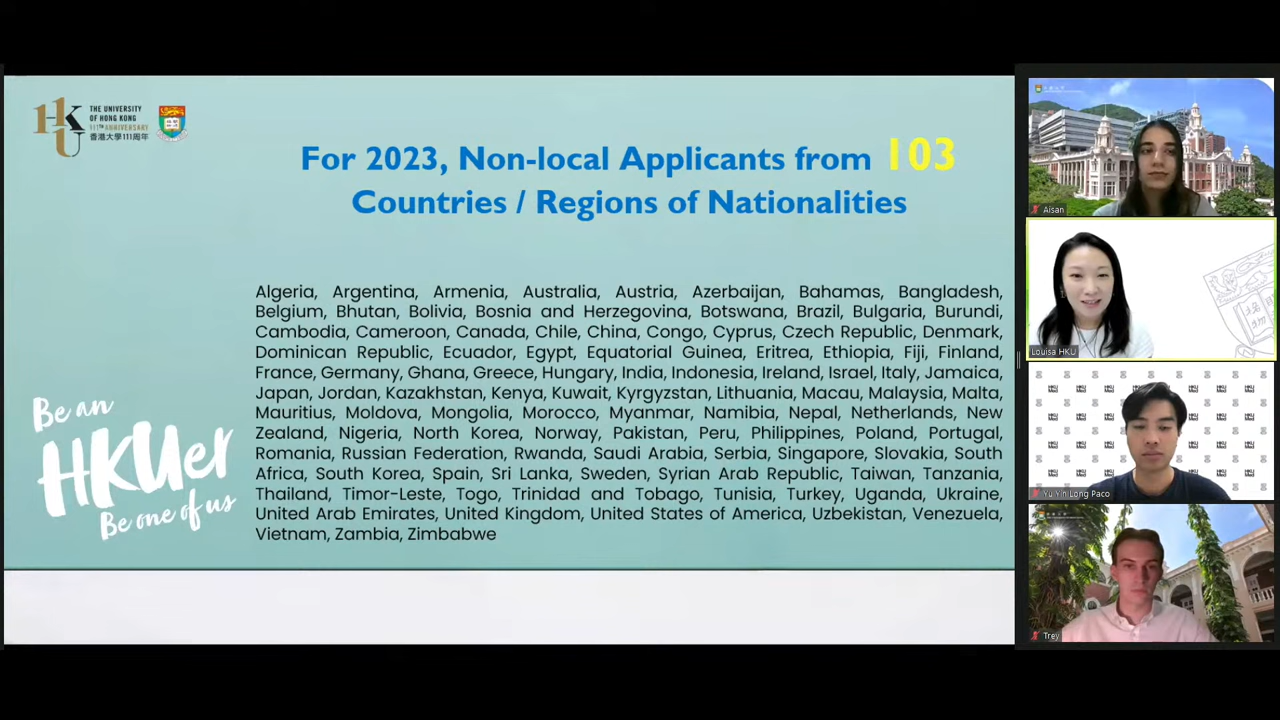 THE UNIVERSITY
OF HONG KONG
111TH ANNIVERSARY
香港大學111周年
For 2023, Non-local Applicants from 103
Countries / Regions of Nationalities
Algeria, Argentina, Armenia, Australia, Austria, Azerbaijan, Bahamas, Bangladesh,
Belgium, Bhutan, Bolivia, Bosnia and Herzegovina, Botswana, Brazil, Bulgaria, Burundi,
Cambodia, Cameroon, Canada, Chile, China, Congo, Cyprus, Czech Republic, Denmark,
Dominican Republic, Ecuador, Egypt, Equatorial Guinea, Eritrea, Ethiopia, Fiji, Finland,
France, Germany, Ghana, Greece, Hungary, India, Indonesia, Ireland, Israel, Italy, Jamaica,
Japan, Jordan, Kazakhstan, Kenya, Kuwait, Kyrgyzstan, Lithuania, Macau, Malaysia, Malta,
Mauritius, Moldova, Mongolia, Morocco, Myanmar, Namibia, Nepal, Netherlands, New
Zealand, Nigeria, North Korea, Norway, Pakistan, Peru, Philippines, Poland, Portugal,
Romania, Russian Federation, Rwanda, Saudi Arabia, Serbia, Singapore, Slovakia, South
Africa, South Korea, Spain, Sri Lanka, Sweden, Syrian Arab Republic, Taiwan, Tanzania,
Thailand, Timor-Leste, Togo, Trinidad and Tobago, Tunisia, Turkey, Uganda, Ukraine,
United Arab Emirates, United Kingdom, United States of America, Uzbekistan, Venezuela,
Vietnam, Zambia, Zimbabwe
Be an
HKUer
Be one of us
Aisan
Louisa HKU
Yu Yin Long Paco
Trey